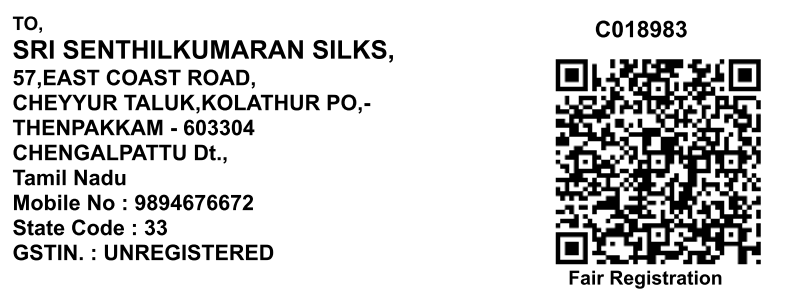 TO,
SRI SENTHILKUMARAN SILKS,
57,EAST COAST ROAD,
CHEYYUR TALUK,KOLATHUR PO,-
THENPAKKAM - 603304
CHENGALPATTU Dt.,
Tamil Nadu
Mobile No : 9894676672
State Code : 33
GSTIN. : UNREGISTERED
C018983
Fair Registration